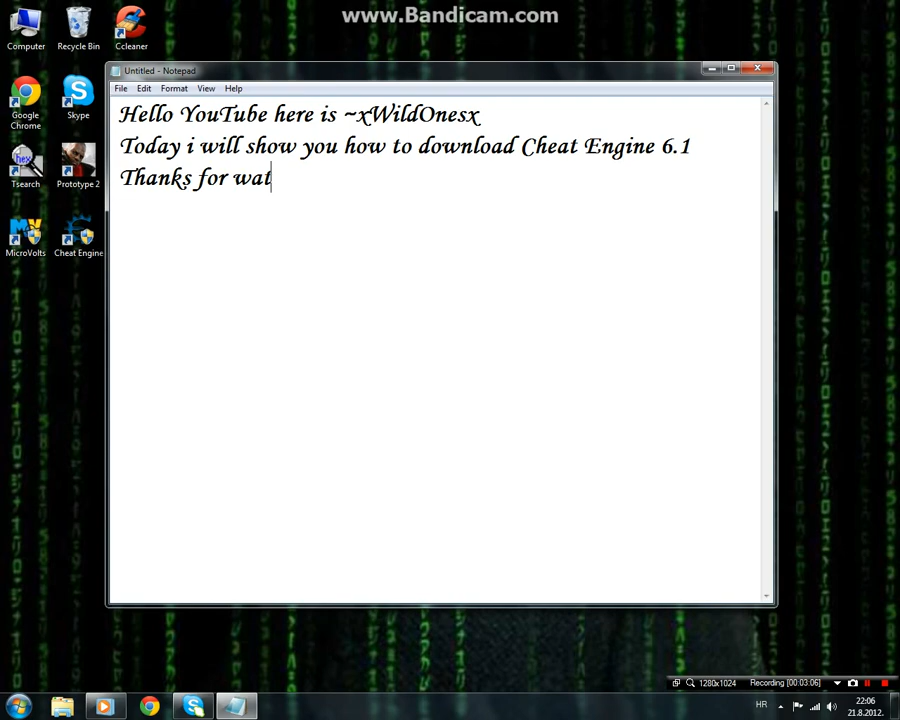 www.Bandicam.com
Computer
Recycle Bin
Ccleaner
Untitled - Notepad
File Edit Format View Help
Hello YouTube here is ~xWildOnesx
Today i will show you how to download Cheat Engine 6.1
Thanks for wat
Google Chrome
Skype
hex
Tsearch
Prototype 2
MV
MicroVolts
Cheat Engine
1280x1024 Recording [00:03:06]
HR
22:06
21.8.2012.